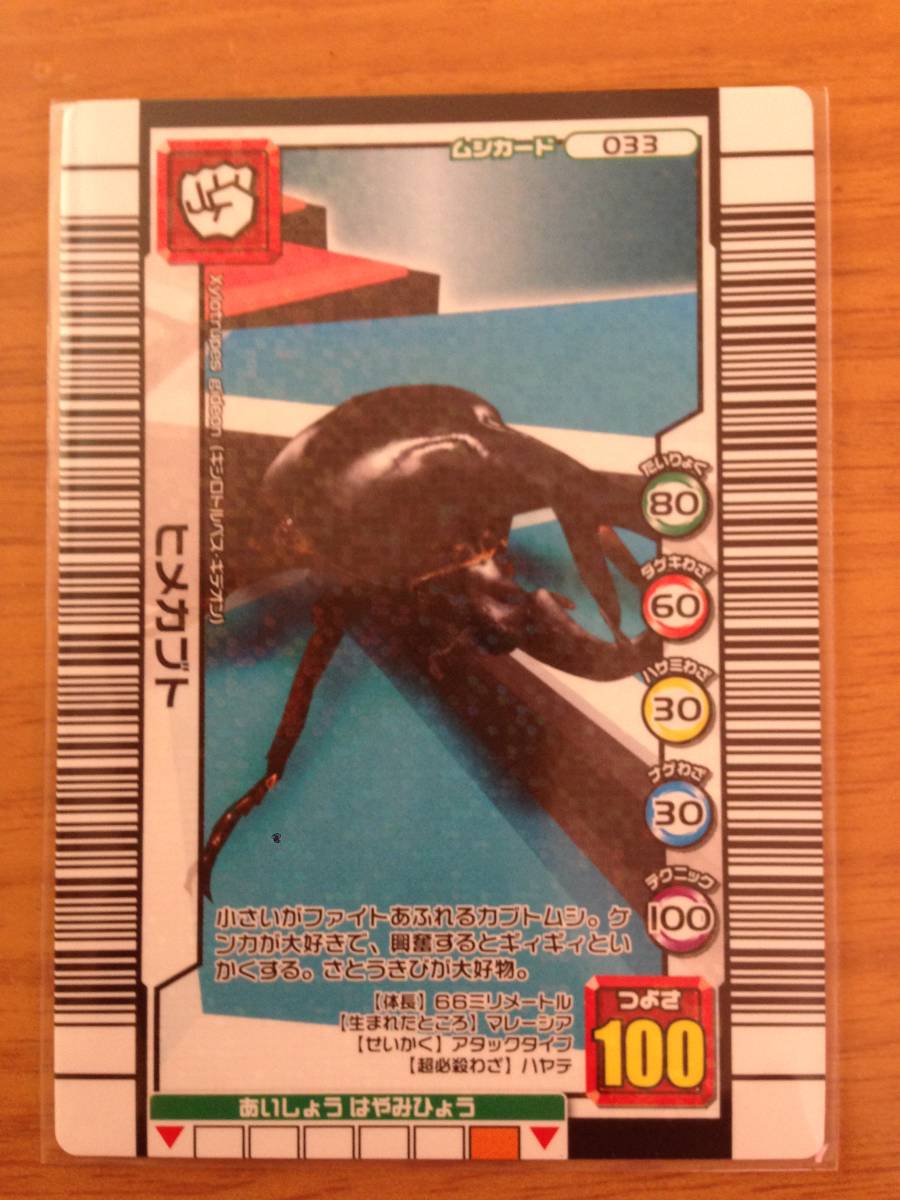 ムシカード 033
Xylotrupes gideon (キシロトルペス・ギデオン)
ヒメカブト
たいりょく
80
ダゲキわざ
60
ハサミわざ
30
ナゲわざ
30
テクニック
100
小さいがファイトあふれるカブトムシ。ケ
ンカが大好きで、興奮するとギィギィとい
かくする。さとうきびが大好物。
【体長】66ミリメートル
【生まれたところ】マレーシア
【せいかく】アタックタイプ
【超必殺わざ】ハヤテ
つよさ
100
あいしょう はやみひょう